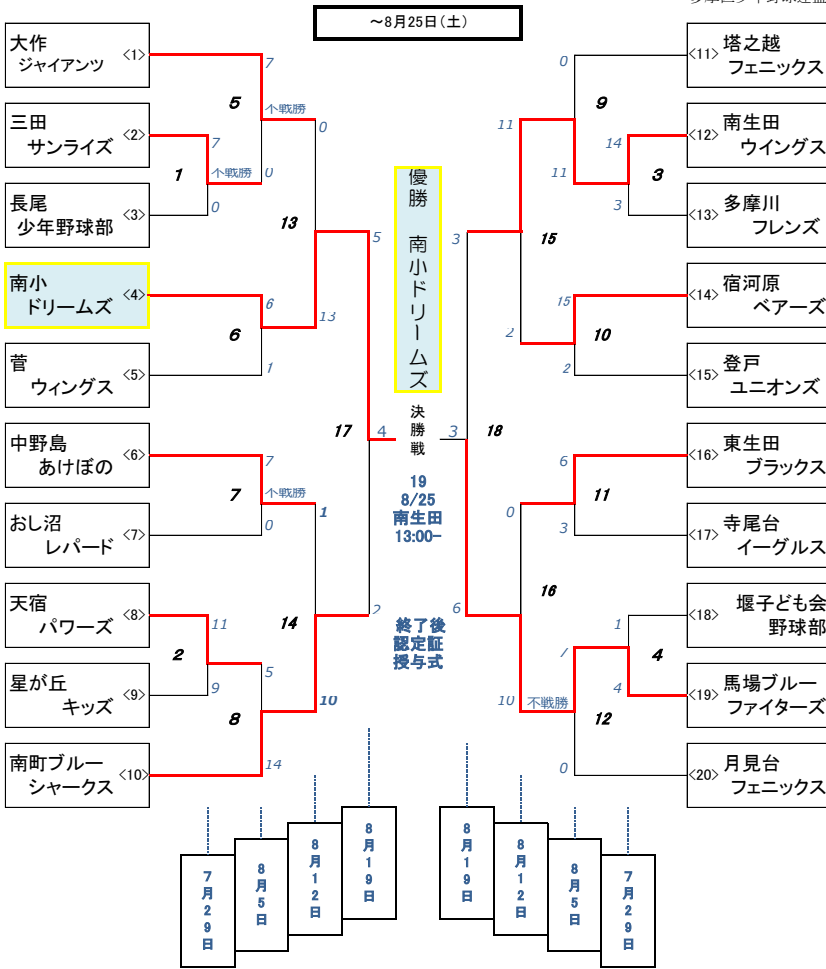 ~8月25日(土)
大作
ジャイアンツ
<1>
三田
サンライズ
<2>
長尾
少年野球部
<3>
南小
ドリームズ
<4>
菅
ウィングス
<5>
中野島
あけぼの
<6>
おし沼
レパード
<7>
天宿
パワーズ
<8>
星が丘
キッズ
<9>
南町ブルー
シャークス
<10>
7
5
不戦勝
0
7
1
不戦勝
0
0
13
5
6
13
6
1
17
4
7
7
不戦勝
1
0
14
2
11
2
5
9
8
10
14
優勝 南小ドリームズ
決勝戦
19
8/25
南生田
13:00-
終了後
認定証
授与式
<11>
塔之越
フェニックス
<12>
南生田
ウイングス
<13>
多摩川
フレンズ
<14>
宿河原
ベアーズ
<15>
登戸
ユニオンズ
<16>
東生田
ブラックス
<17>
寺尾台
イーグルス
<18>
堰子ども会
野球部
<19>
馬場ブルー
ファイターズ
<20>
月見台
フェニックス
0
9
11
14
11
3
3
3
15
15
2
10
2
3
18
6
0
11
3
16
6
1
7
4
4
10
不戦勝
12
0
7月29日
8月5日
8月12日
8月19日
8月19日
8月12日
8月5日
7月29日